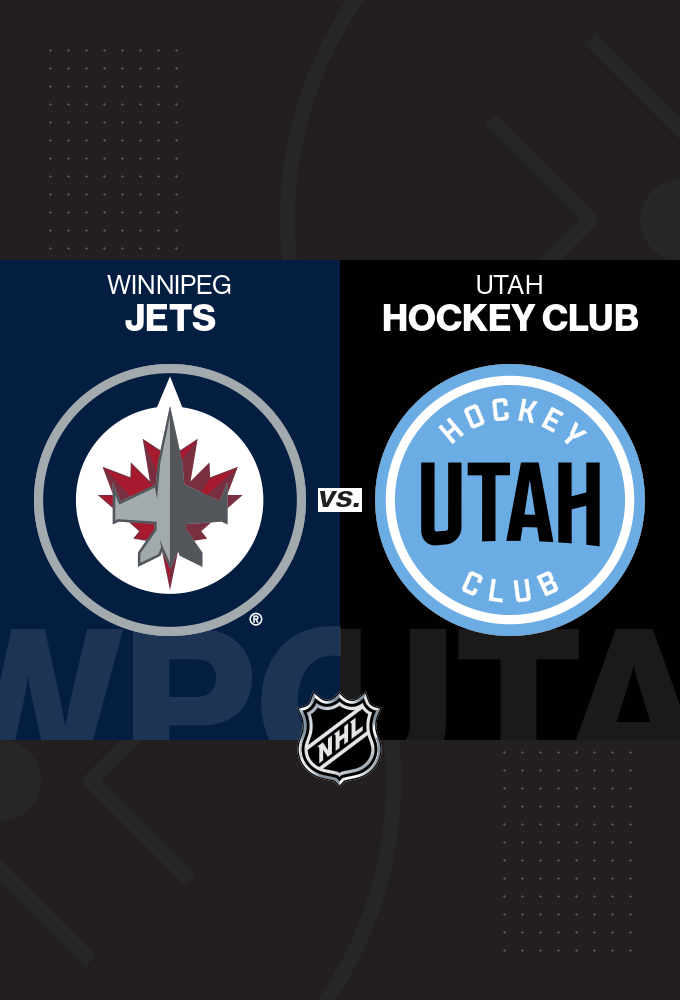 WINNIPEG
JETS
UTAH
HOCKEY CLUB
HOCKEY
UTAH
CLUB
VS.
®
WPG
UTA
NHL